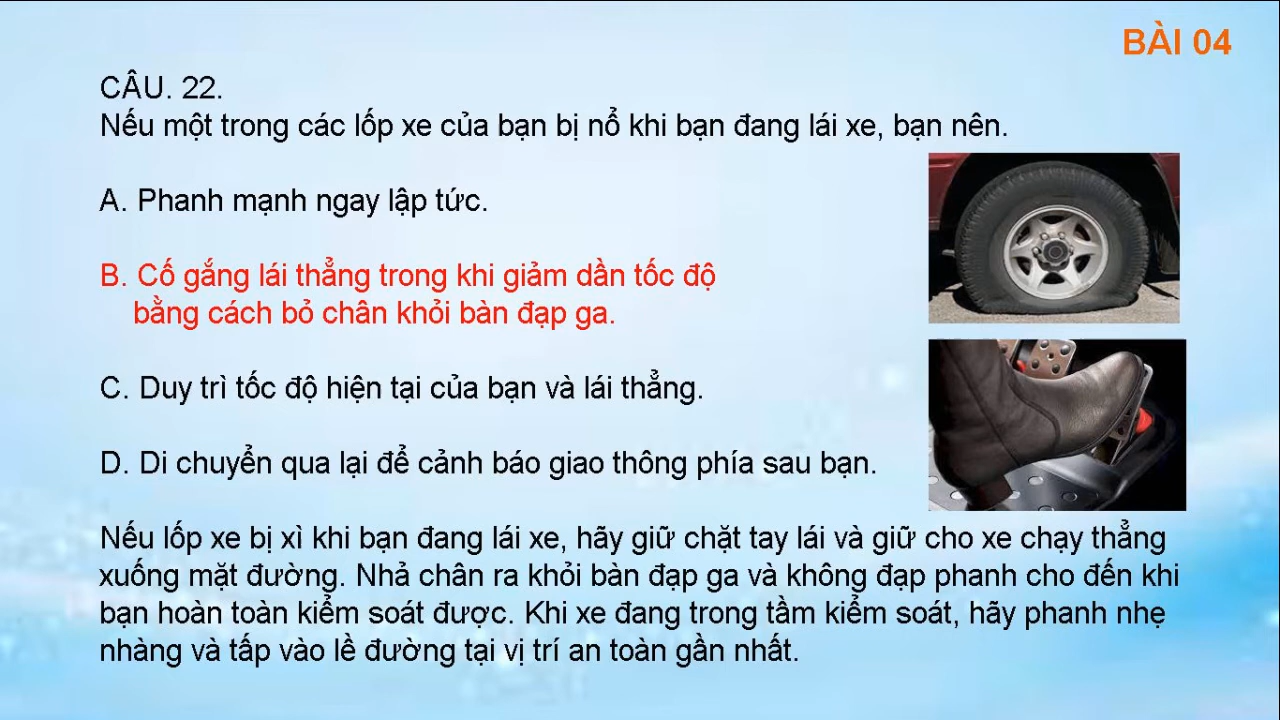 BÀI 04
CÂU. 22.
Nếu một trong các lốp xe của bạn bị nổ khi bạn đang lái xe, bạn nên.
A. Phanh mạnh ngay lập tức.
B. Cố gắng lái thẳng trong khi giảm dần tốc độ
bằng cách bỏ chân khỏi bàn đạp ga.
C. Duy trì tốc độ hiện tại của bạn và lái thẳng.
D. Di chuyển qua lại để cảnh báo giao thông phía sau bạn.
Nếu lốp xe bị xì khi bạn đang lái xe, hãy giữ chặt tay lái và giữ cho xe chạy thẳng
xuống mặt đường. Nhả chân ra khỏi bàn đạp ga và không đạp phanh cho đến khi
bạn hoàn toàn kiểm soát được. Khi xe đang trong tầm kiểm soát, hãy phanh nhẹ
nhàng và tấp vào lề đường tại vị trí an toàn gần nhất.